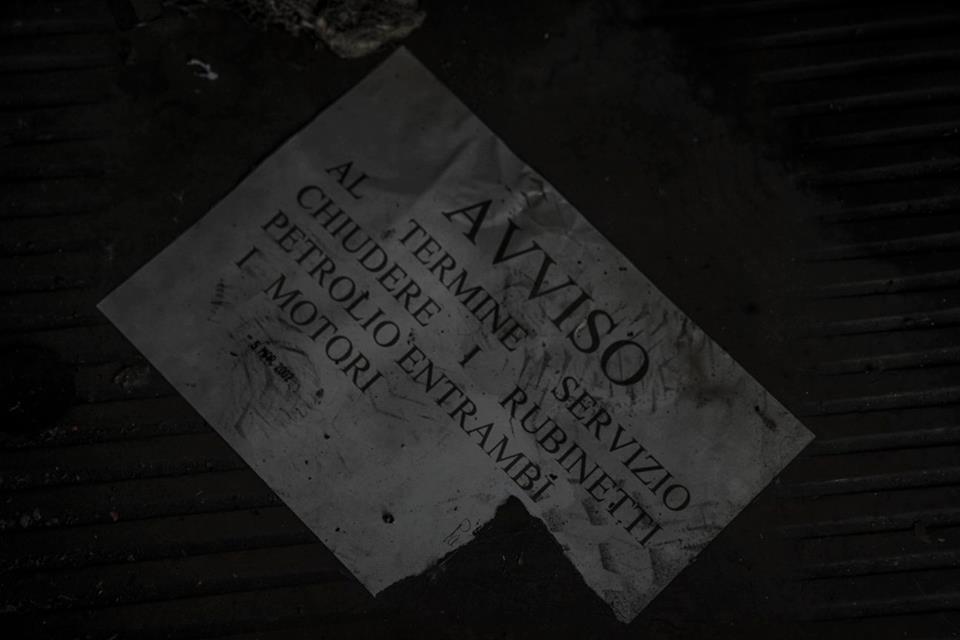 AVVISO
AL TERMINE SERVIZIO
CHIUDERE I RUBINETTI
PETROLIO ENTRAMBI
I MOTORI